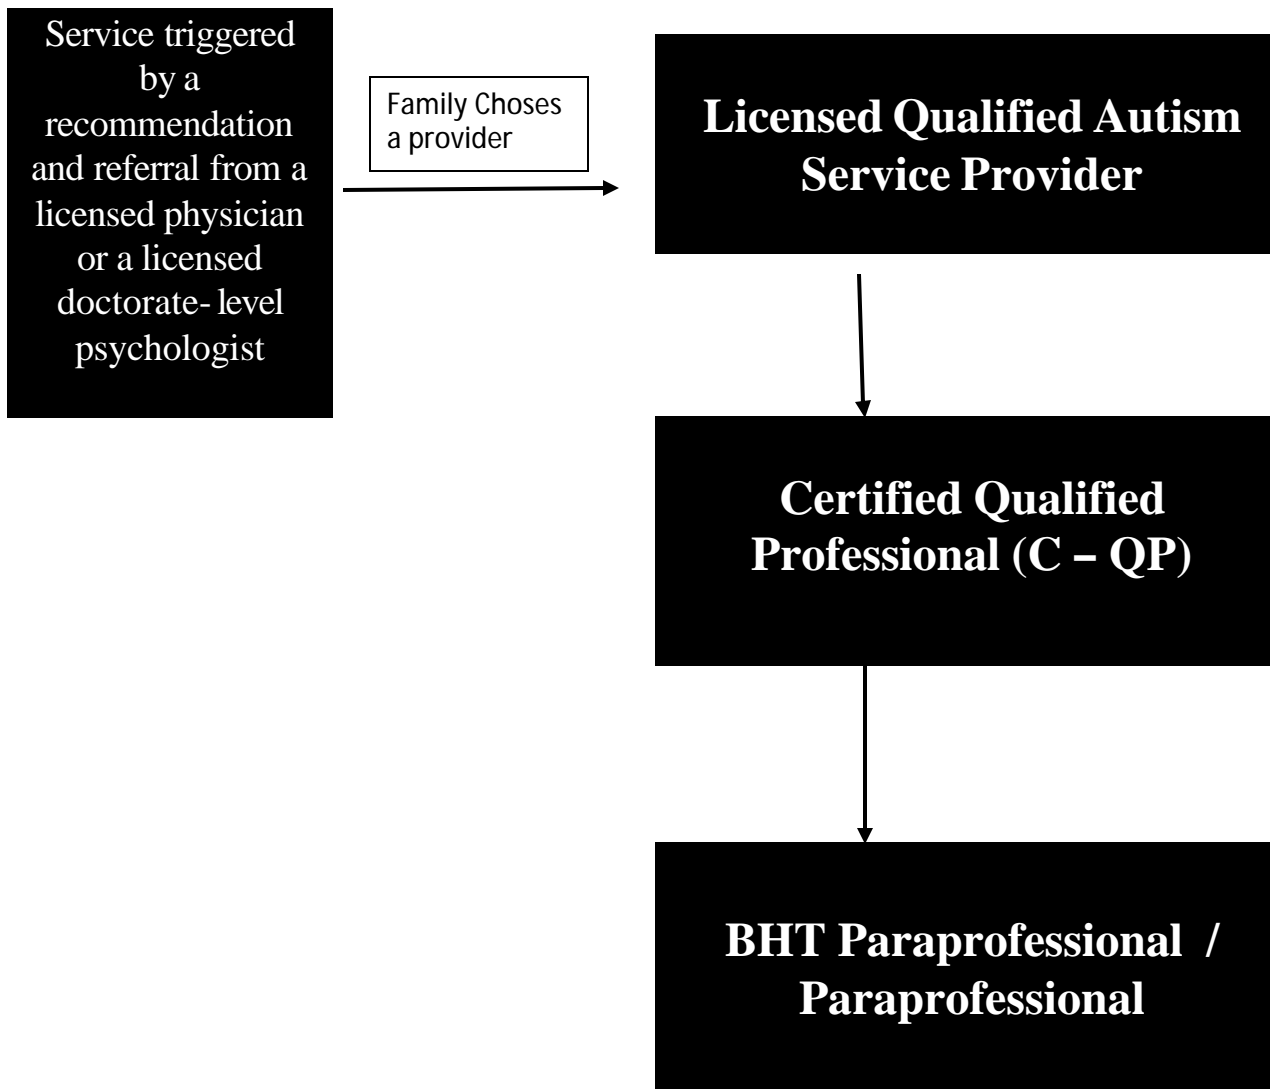 Service triggered
by a
recommendation
and referral from a
licensed physician
or a licensed
doctorate- level
psychologist
Family Choses
a provider
Licensed Qualified Autism
Service Provider
Certified Qualified
Professional (C – QP)
BHT Paraprofessional /
Paraprofessional